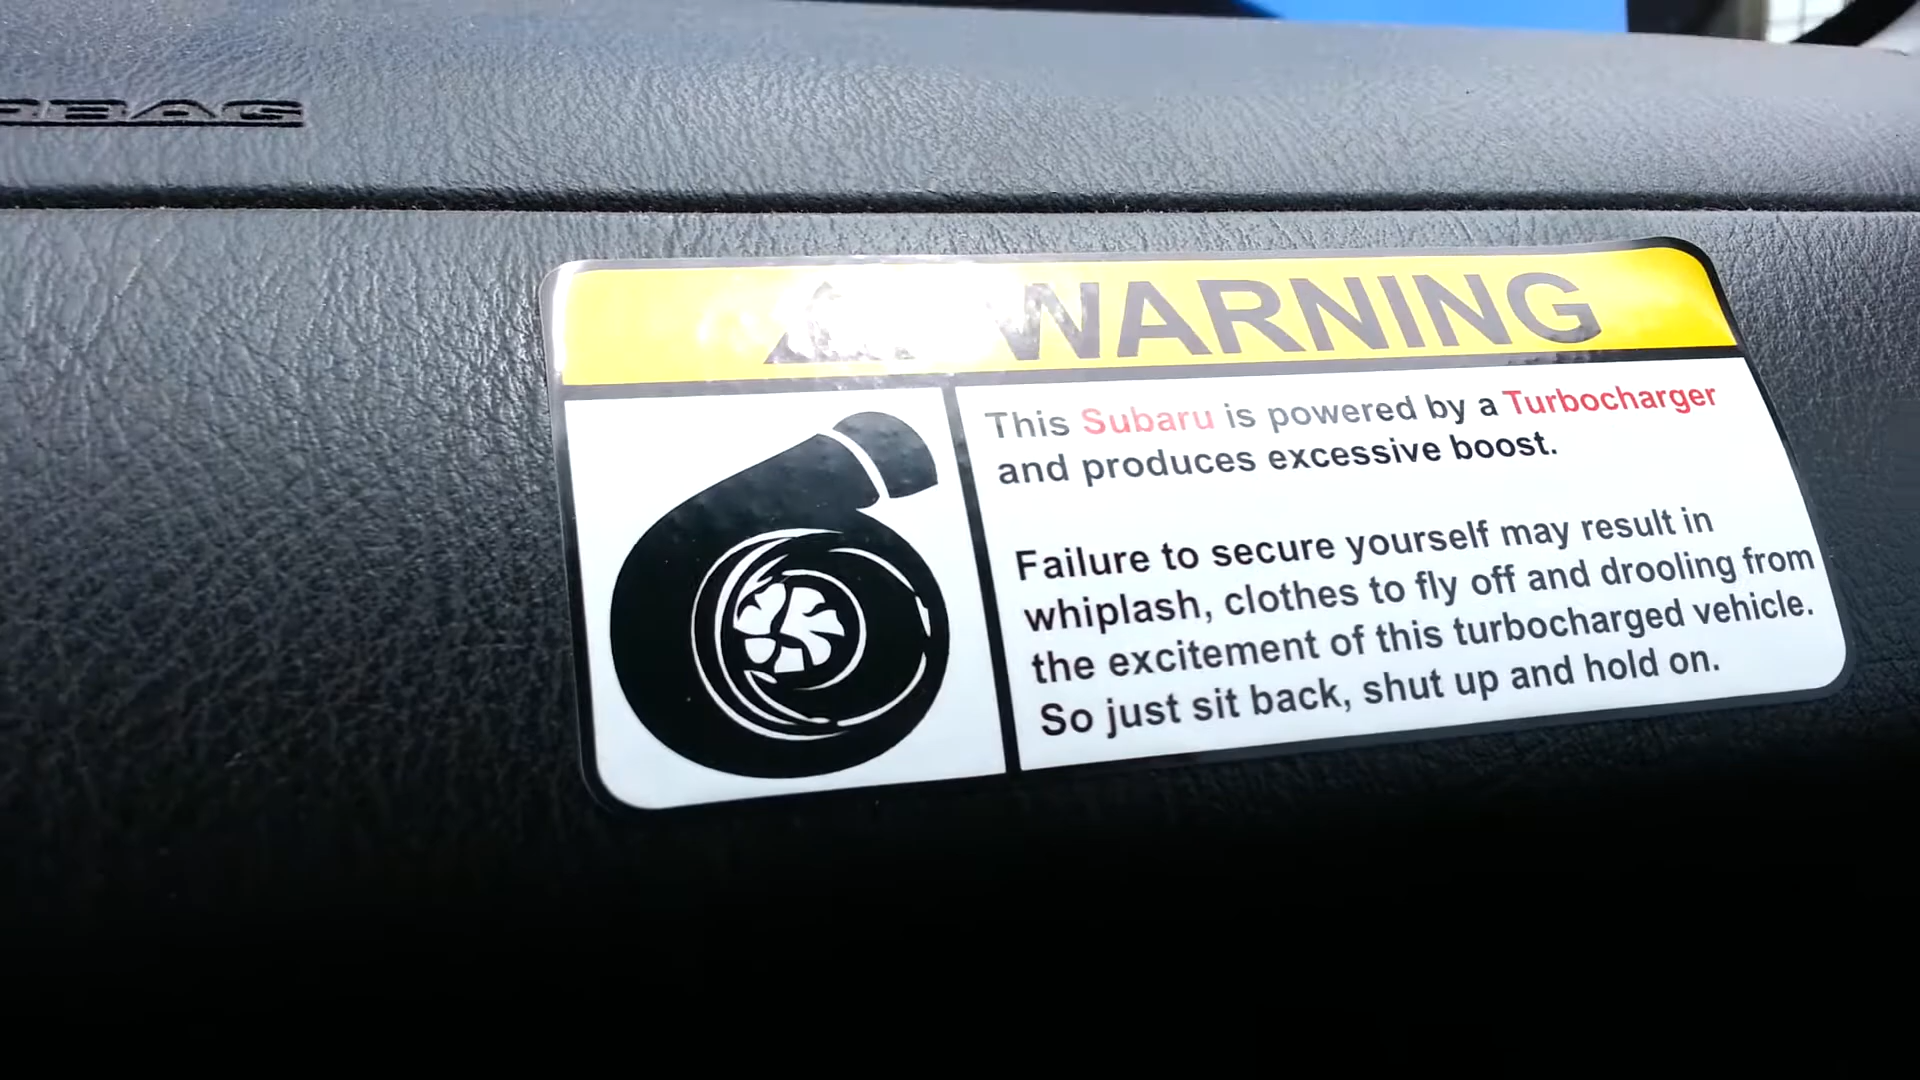 WARNING
This Subaru is powered by a Turbocharger
and produces excessive boost.
Failure to secure yourself may result in
whiplash, clothes to fly off and drooling from
the excitement of this turbocharged vehicle.
So just sit back, shut up and hold on.